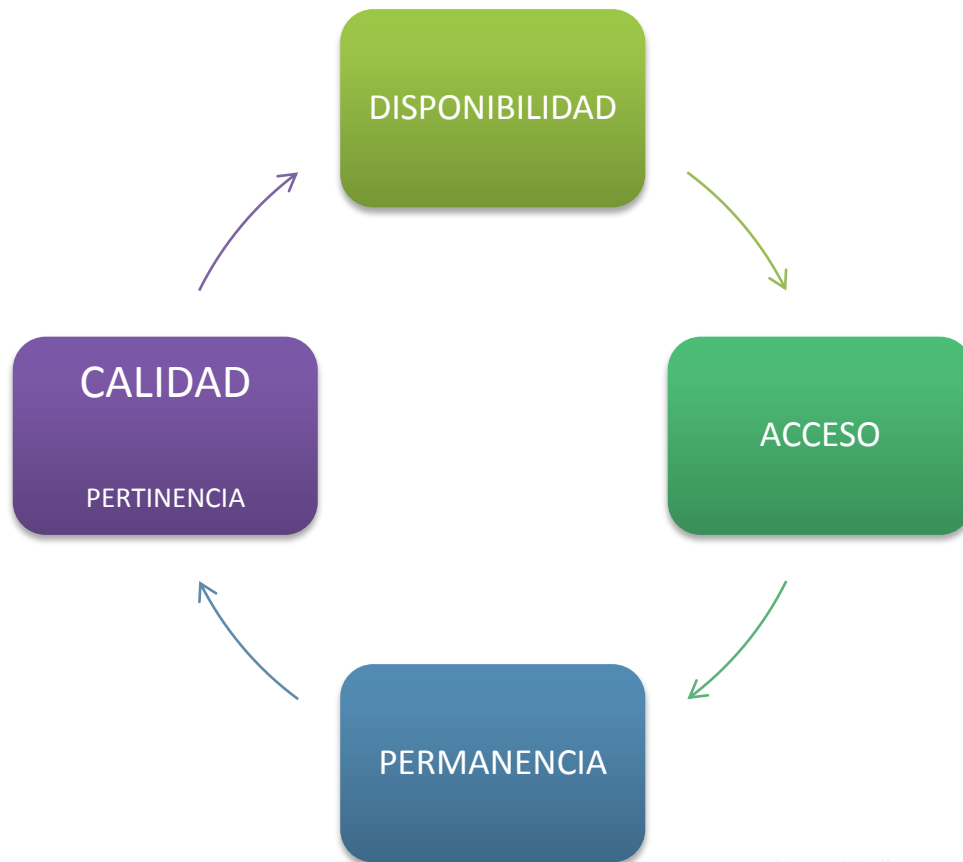 DISPONIBILIDAD
ACCESO
PERMANENCIA
CALIDAD
PERTINENCIA